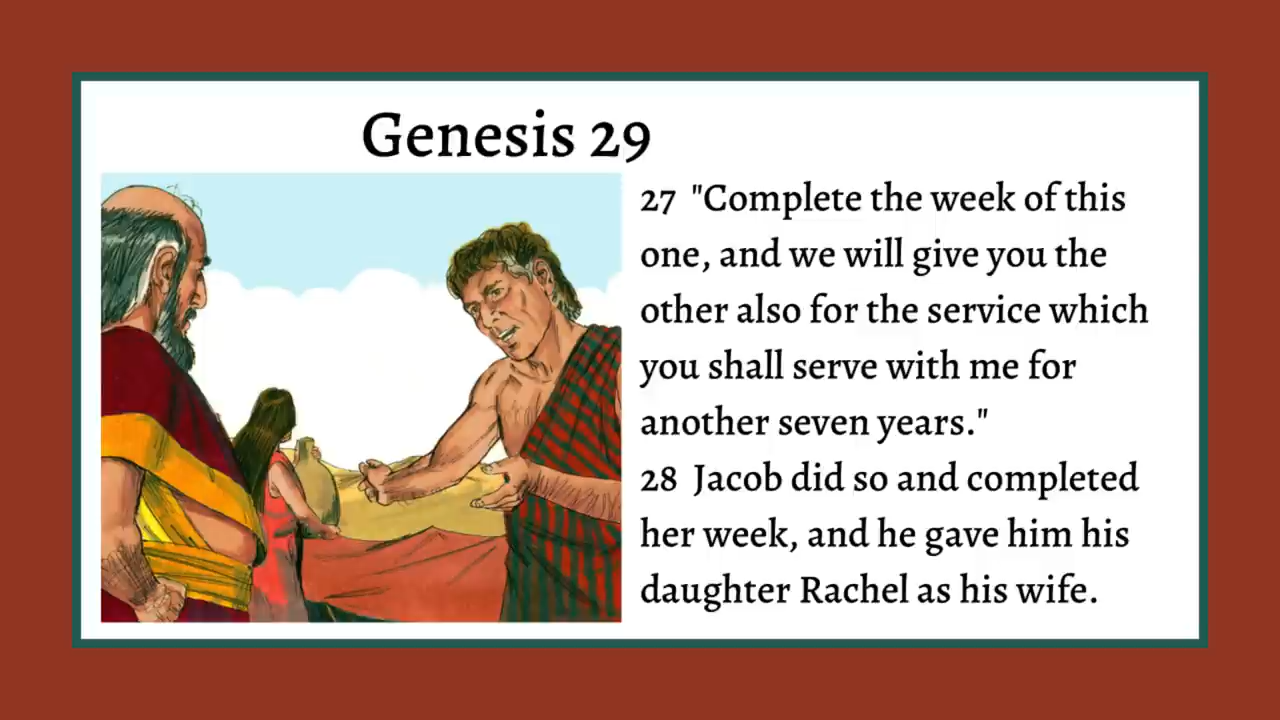 Genesis 29
27 "Complete the week of this
one, and we will give you the
other also for the service which
you shall serve with me for
another seven years."
28 Jacob did so and completed
her week, and he gave him his
daughter Rachel as his wife.